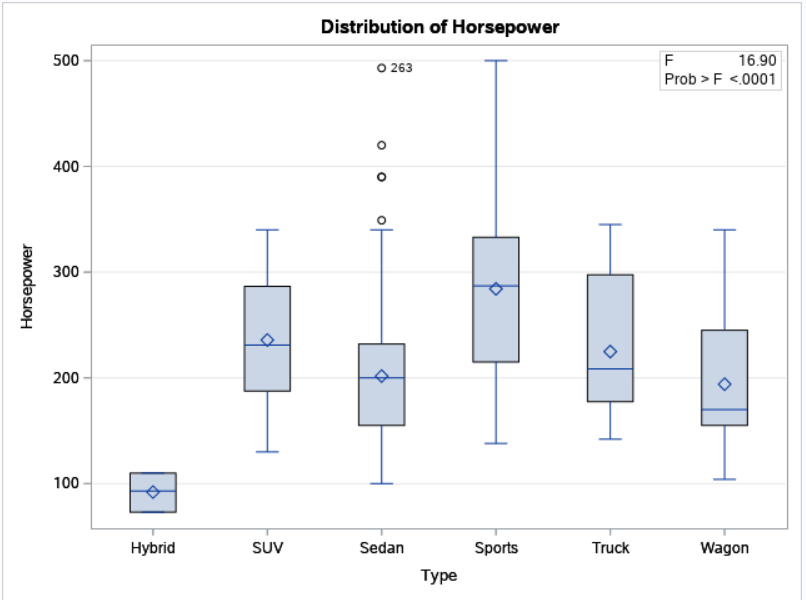 Distribution of Horsepower
F 16.90
Prob > F <.0001
500
400
300
200
100
Horsepower
263
Hybrid SUV Sedan Sports Truck Wagon
Type